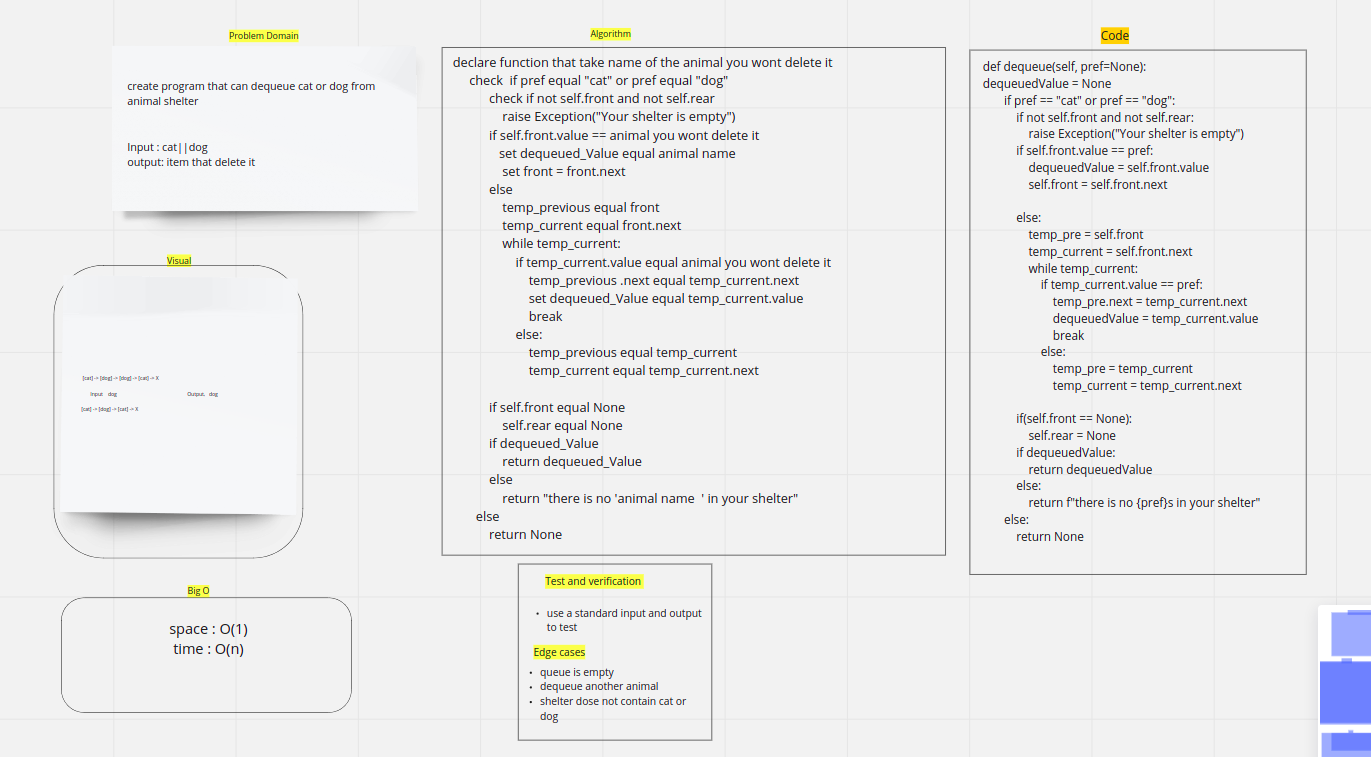 Problem Domain
create program that can dequeue cat or dog from
animal shelter
Input : cat||dog
output: item that delete it
Visual
[cat] -> [dog] -> [dog] -> [cat] -> X
Input dog
Output, dog
[cat] -> [dog] -> [cat] -> X
Big O
space : O(1)
time : O(n)
Algorithm
declare function that take name of the animal you wont delete it
check if pref equal "cat" or pref equal "dog"
check if not self.front and not self.rear
raise Exception("Your shelter is empty")
if self.front.value == animal you wont delete it
set dequeued_Value equal animal name
set front = front.next
else
temp_previous equal front
temp_current equal front.next
while temp_current:
if temp_current.value equal animal you wont delete it
temp_previous .next equal temp_current.next
set dequeued_Value equal temp_current.value
break
else:
temp_previous equal temp_current
temp_current equal temp_current.next
if self.front equal None
self.rear equal None
if dequeued_Value
return dequeued_Value
else
return "there is no 'animal name ' in your shelter"
else
return None
Test and verification
• use a standard input and output
to test
Edge cases
• queue is empty
• dequeue another animal
• shelter dose not contain cat or
dog
Code
def dequeue(self, pref=None):
dequeuedValue = None
if pref == "cat" or pref == "dog":
if not self.front and not self.rear:
raise Exception("Your shelter is empty")
if self.front.value == pref:
dequeuedValue = self.front.value
self.front = self.front.next
else:
temp_pre = self.front
temp_current = self.front.next
while temp_current:
if temp_current.value == pref:
temp_pre.next = temp_current.next
dequeuedValue = temp_current.value
break
else:
temp_pre = temp_current
temp_current = temp_current.next
if(self.front == None):
self.rear = None
if dequeuedValue:
return dequeuedValue
else:
return f"there is no {pref}s in your shelter"
else:
return None